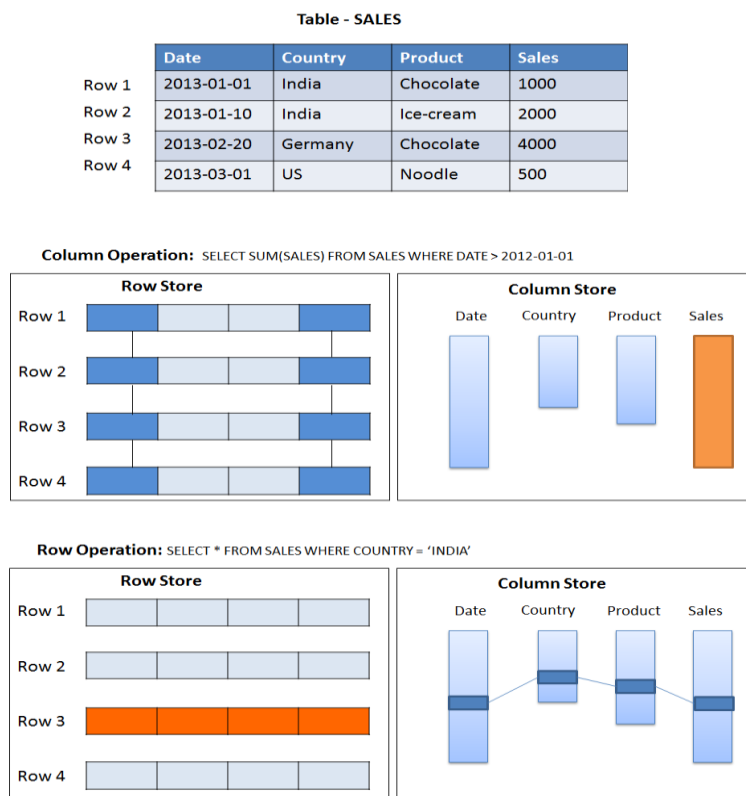 Table - SALES
Date Country Product Sales
Row 1 2013-01-01 India Chocolate 1000
Row 2 2013-01-10 India Ice-cream 2000
Row 3 2013-02-20 Germany Chocolate 4000
Row 4 2013-03-01 US Noodle 500
Column Operation: SELECT SUM(SALES) FROM SALES WHERE DATE > 2012-01-01
Row Store
Row 1
Row 2
Row 3
Row 4
Column Store
Date Country Product Sales
Row Operation: SELECT * FROM SALES WHERE COUNTRY = ‘INDIA’
Row Store
Row 1
Row 2
Row 3
Row 4
Column Store
Date Country Product Sales